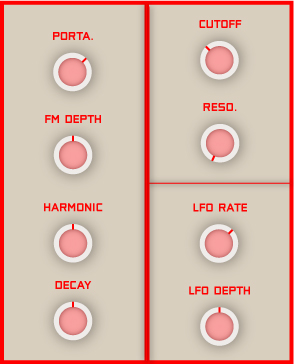 PORTA.
FM DEPTH
HARMONIC
DECAY
CUTOFF
RESO.
LFO RATE
LFO DEPTH